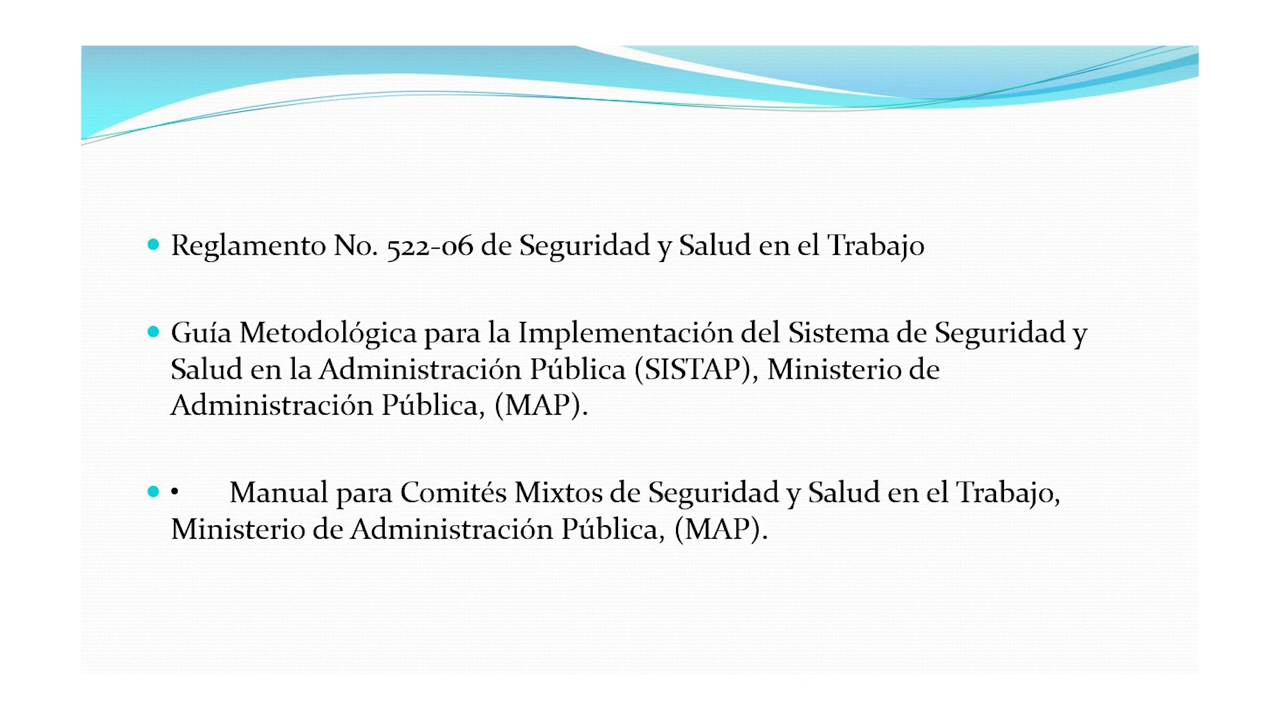 • Reglamento No. 522-06 de Seguridad y Salud en el Trabajo
• Guía Metodológica para la Implementación del Sistema de Seguridad y
Salud en la Administración Pública (SISTAP), Ministerio de
Administración Pública, (MAP).
• • Manual para Comités Mixtos de Seguridad y Salud en el Trabajo,
Ministerio de Administración Pública, (MAP).